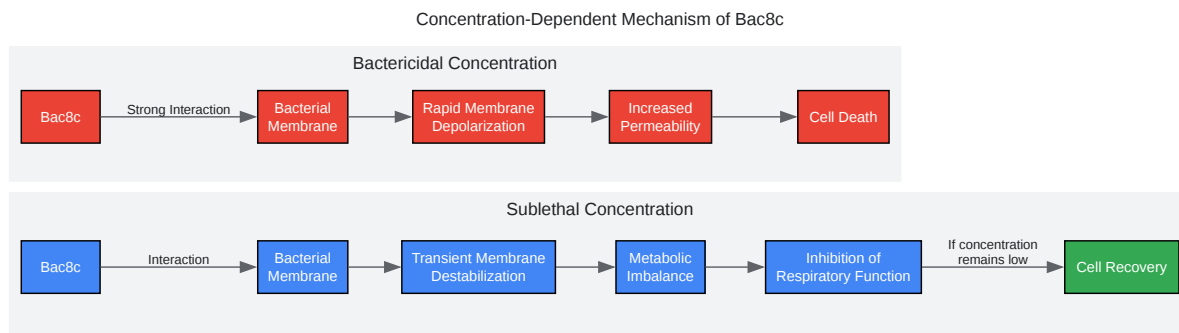 Concentration-Dependent Mechanism of Bac8c
Bactericidal Concentration
Bac8c
Strong Interaction
Bacterial
Membrane
Rapid Membrane
Depolarization
Increased
Permeability
Cell Death
Sublethal Concentration
Bac8c
Interaction
Bacterial
Membrane
Transient Membrane
Destabilization
Metabolic
Imbalance
Inhibition of
Respiratory Function
If concentration
remains low
Cell Recovery